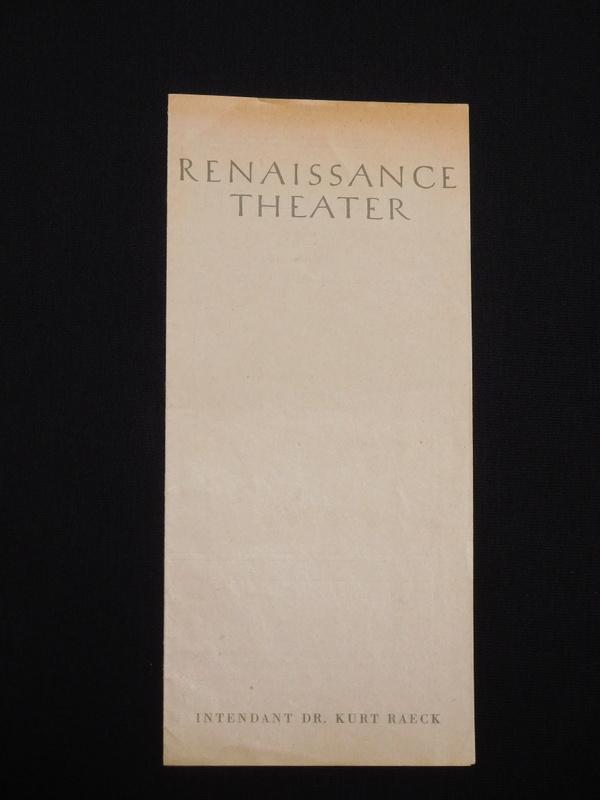 RENAISSANCE
THEATER
INTENDANT DR. KURT RAECK